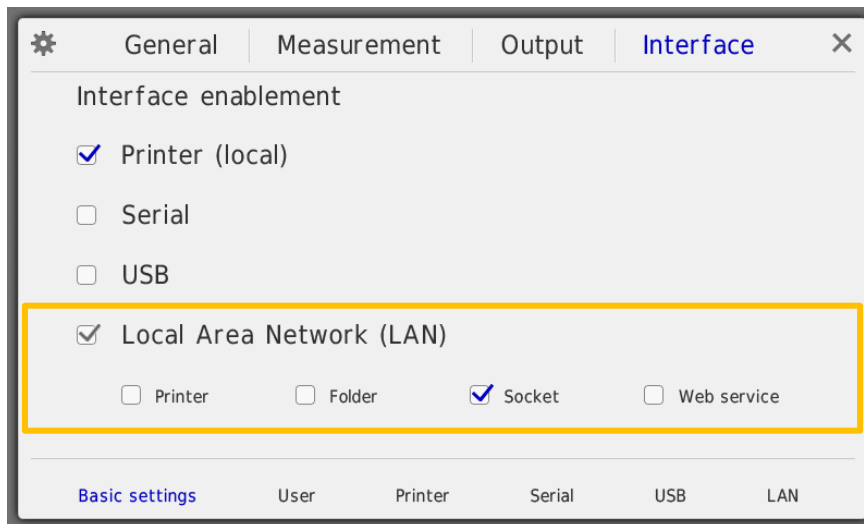 General Measurement Output Interface
Interface enablement
Printer (local)
Serial
USB
Local Area Network (LAN)
Printer Folder Socket Web service
Basic settings User Printer Serial USB LAN